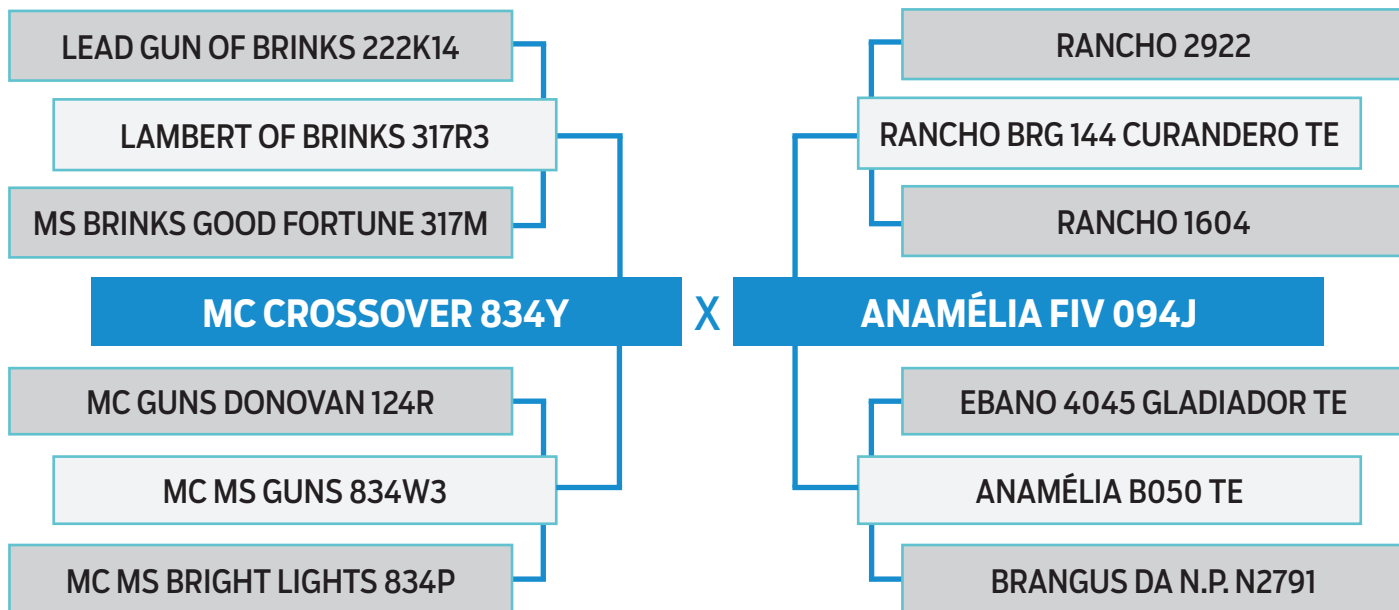 LEAD GUN OF BRINKS 222K14
LAMBERT OF BRINKS 317R3
MS BRINKS GOOD FORTUNE 317M
MC CROSSOVER 834Y
MC GUNS DONOVAN 124R
MC MS GUNS 834W3
MC MS BRIGHT LIGHTS 834P
X
RANCHO 2922
RANCHO BRG 144 CURANDERO TE
RANCHO 1604
ANAMÉLIA FIV 094J
EBANO 4045 GLADIADOR TE
ANAMÉLIA B050 TE
BRANGUS DA N.P. N2791